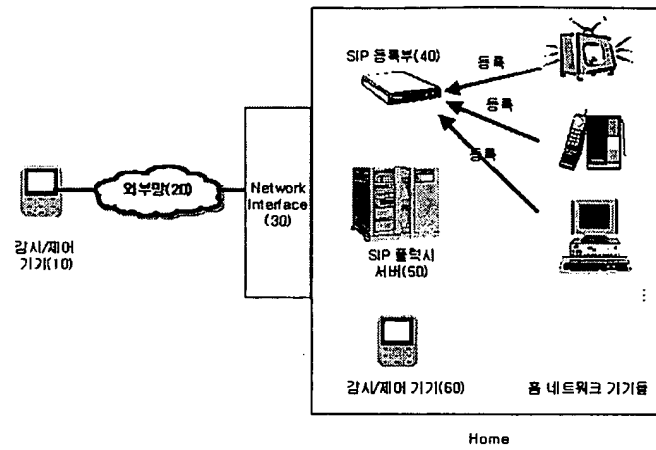 SIP 등록부(40)
등록
등록
등록
외부망(20)
Network
Interface
(30)
감시/제어
기기(10)
SIP 플럭시
서버(50)
감시/제어 기기(60)
홈 네트워크 기기들
Home